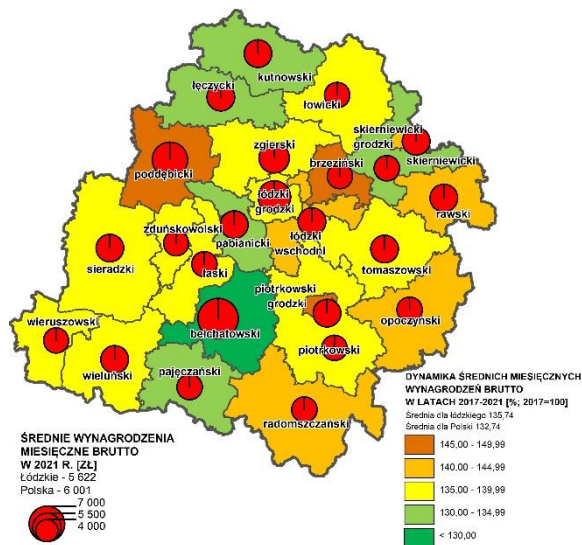 kutnowski
łęczycki
łowicki
skierniewicki
grodzki
zgierski
brzeziński
skierniewicki
poddębicki
łódzki
grodzki
rawski
zduńskowolski
pabianicki
łódzki
wschodni
sieradzki
łaski
tomaszowski
piotrkowski
grodzki
wieruszowski
bełchatowski
opoczyński
piotrkowski
wieluński
pajęczański
radomszczański
DYNAMIKA ŚREDNICH MIESIĘCZNYCH
WYNAGRODZEŃ BRUTTO
W LATACH 2017-2021 [%; 2017=100]
Średnia dla łódzkiego 135,74
Średnia dla Polski 132,74
145,00 - 149,99
140,00 - 144,99
135,00 - 139,99
130,00 - 134,99
< 130,00
ŚREDNIE WYNAGRODZENIA
MIESIĘCZNE BRUTTO
W 2021 R. [ZŁ]
Łódzkie - 5 622
Polska - 6 001
7 000
5 500
4 000